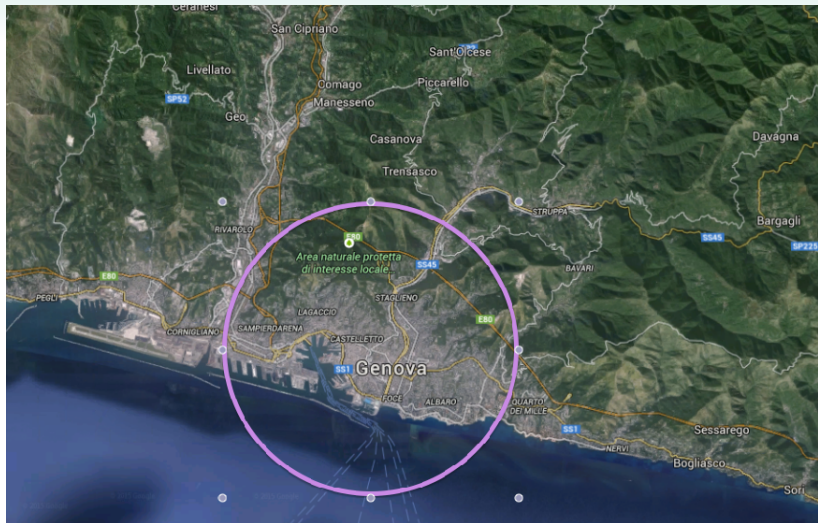 Ceranesi
San Cipriano
Sant'Olcese
Livellato
Comago
Piccarello
SP52
Manesseno
Geo
Casanova
Davagna
Trensasco
STRUPPA
Bargagli
RIVAROLO
E80
SS45
SP225
Area naturale protetta
di interesse locale
SS45
BAVARI
E80
PEGLI
STAGLIENO
LAGACCIO
E80
CORNIGLIANO
SAMPIERDARENA
CASTELLETTO
SS1
Genova
FOCE
ALBARO
QUARTO
DEI MILLE
SS1
Sessarego
NERVI
Bogliasco
Sori